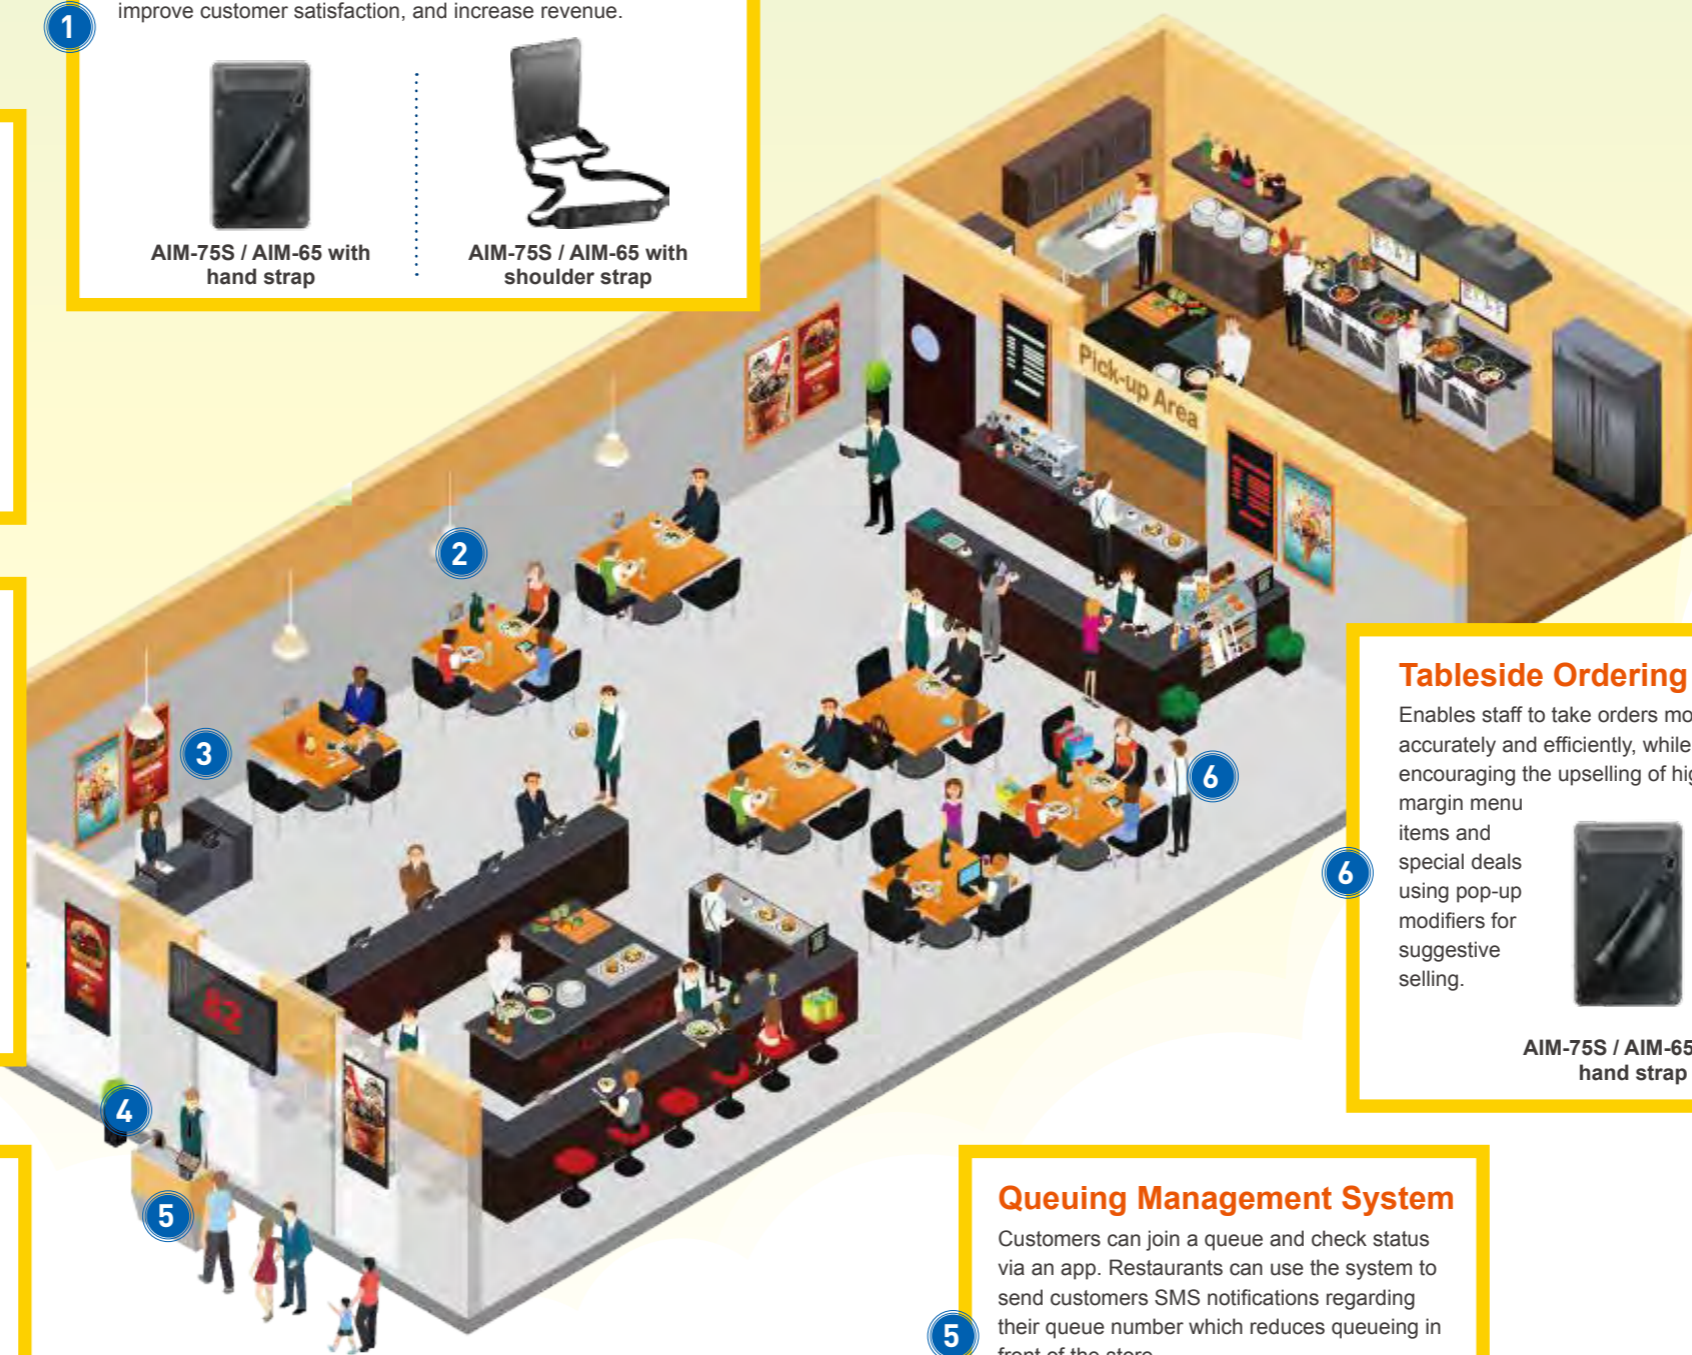 improve customer satisfaction, and increase revenue.
1
AIM-75S / AIM-65 with
hand strap
AIM-75S / AIM-65 with
shoulder strap
Pick-up Area
2
3
6
82
4
5
Tableside Ordering
Enables staff to take orders
accurately and efficiently, while
encouraging the upselling of
margin menu
items and
special deals
using pop-up
modifiers for
suggestive
selling.
6
AIM-75S / AIM-65
hand strap
Queuing Management System
Customers can join a queue and check status
via an app. Restaurants can use the system to
send customers SMS notifications regarding
their queue number which reduces queueing in
front of the store.
5